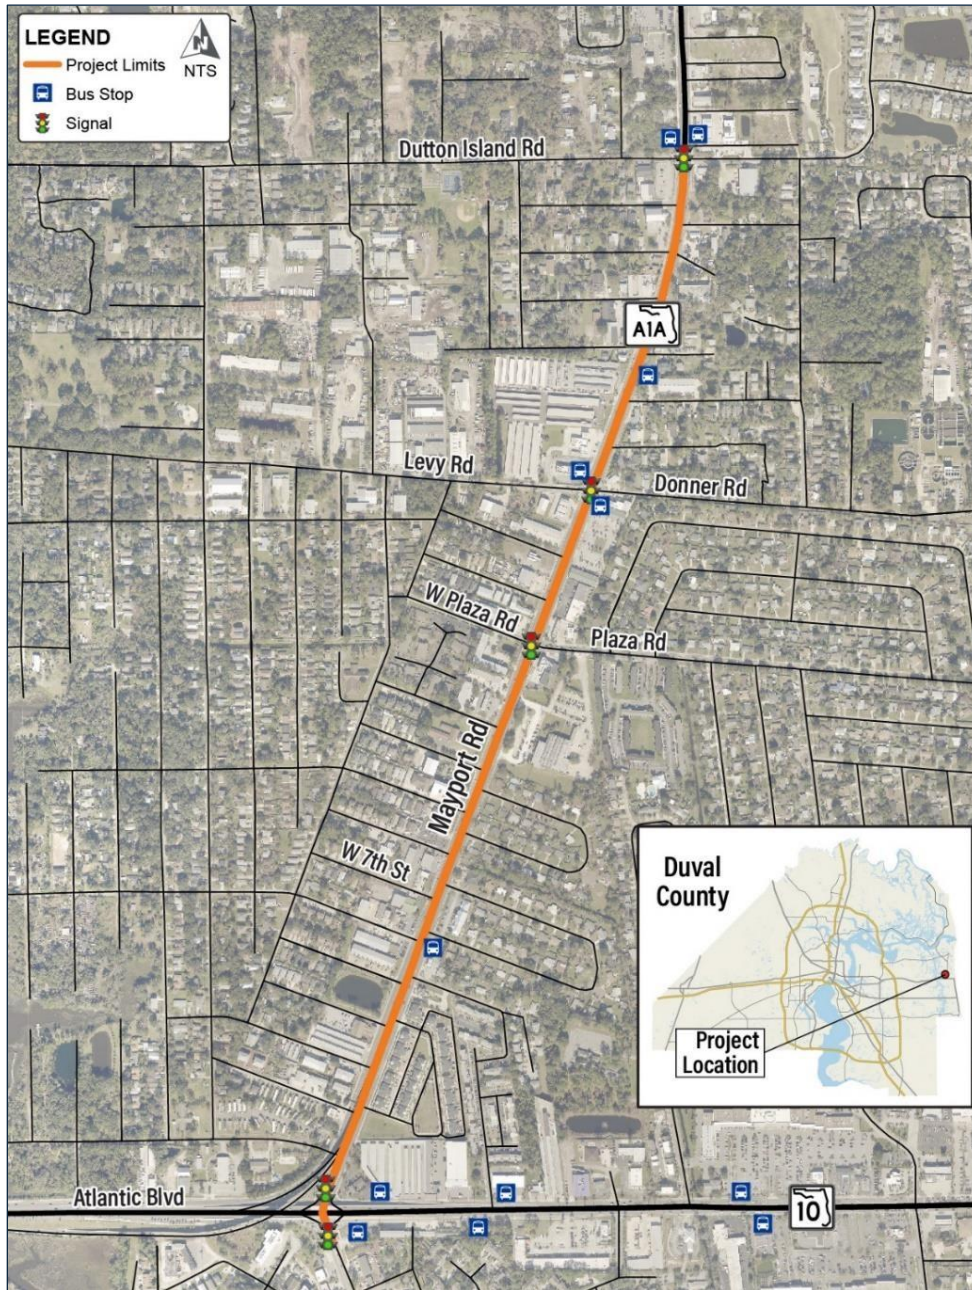 LEGEND
N
NTS
Project Limits
Bus Stop
Signal
Dutton Island Rd
A1A
Levy Rd
Donner Rd
W Plaza Rd
Plaza Rd
Mayport Rd
W 7th St
Duval
County
Project
Location
Atlantic Blvd
10